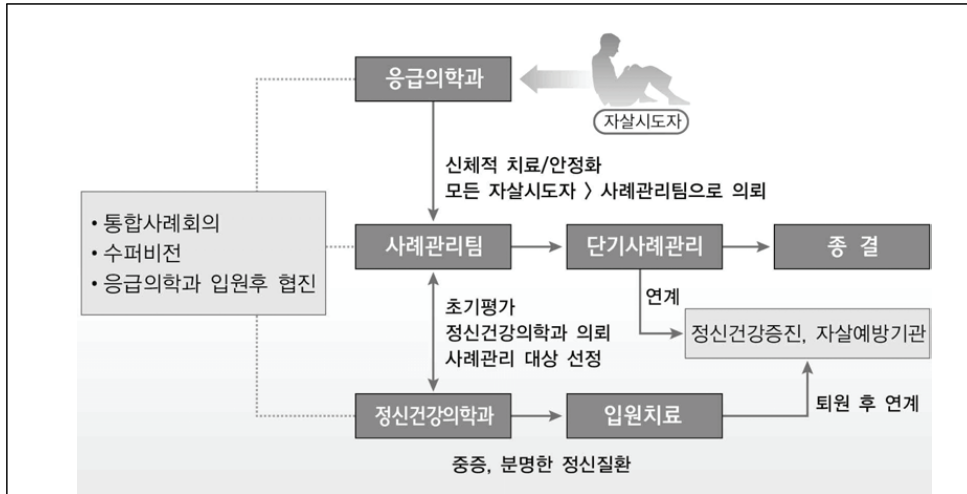 응급의학과
자살시도자
신체적 치료/안정화
모든 자살시도자 > 사례관리팀으로 의뢰
• 통합사례회의
• 수퍼비전
• 응급의학과 입원후 협진
사례관리팀
단기사례관리
종 결
초기평가
정신건강의학과 의뢰
사례관리 대상 선정
연계
정신건강증진, 자살예방기관
정신건강의학과
입원치료
퇴원 후 연계
중증, 분명한 정신질환